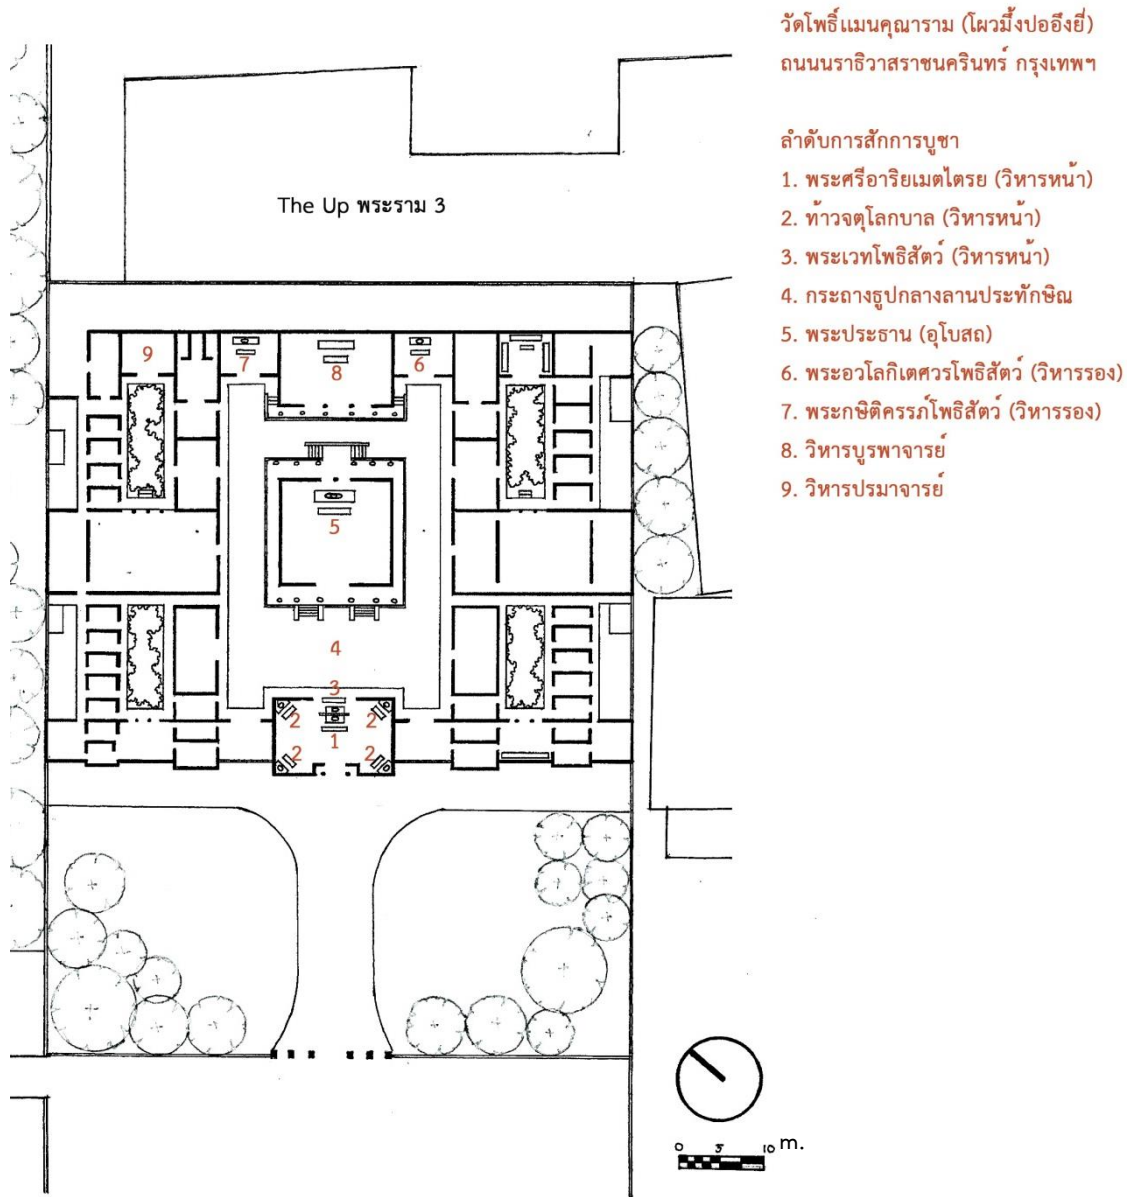 วัดโพธิ์แมนคุณาราม (โผวมึ้งปออึงยี่)
ถนนนราธิวาสราชนครินทร์ กรุงเทพฯ
ลำดับการสักการบูชา
1. พระศรีอาริยเมตไตรย (วิหารหน้า)
2. ท้าวจตุโลกบาล (วิหารหน้า)
3. พระเวทโพธิสัตว์ (วิหารหน้า)
4. กระถางธูปกลางลานประทักษิณ
5. พระประธาน (อุโบสถ)
6. พระอวโลกิเตศวรโพธิสัตว์ (วิหารรอง)
7. พระกษิติครรภ์โพธิสัตว์ (วิหารรอง)
8. วิหารบูรพาจารย์
9. วิหารปรมาจารย์
The Up พระราม 3
9
7
8
6
5
4
3
2
2
1
2
2
0 5 10 m.